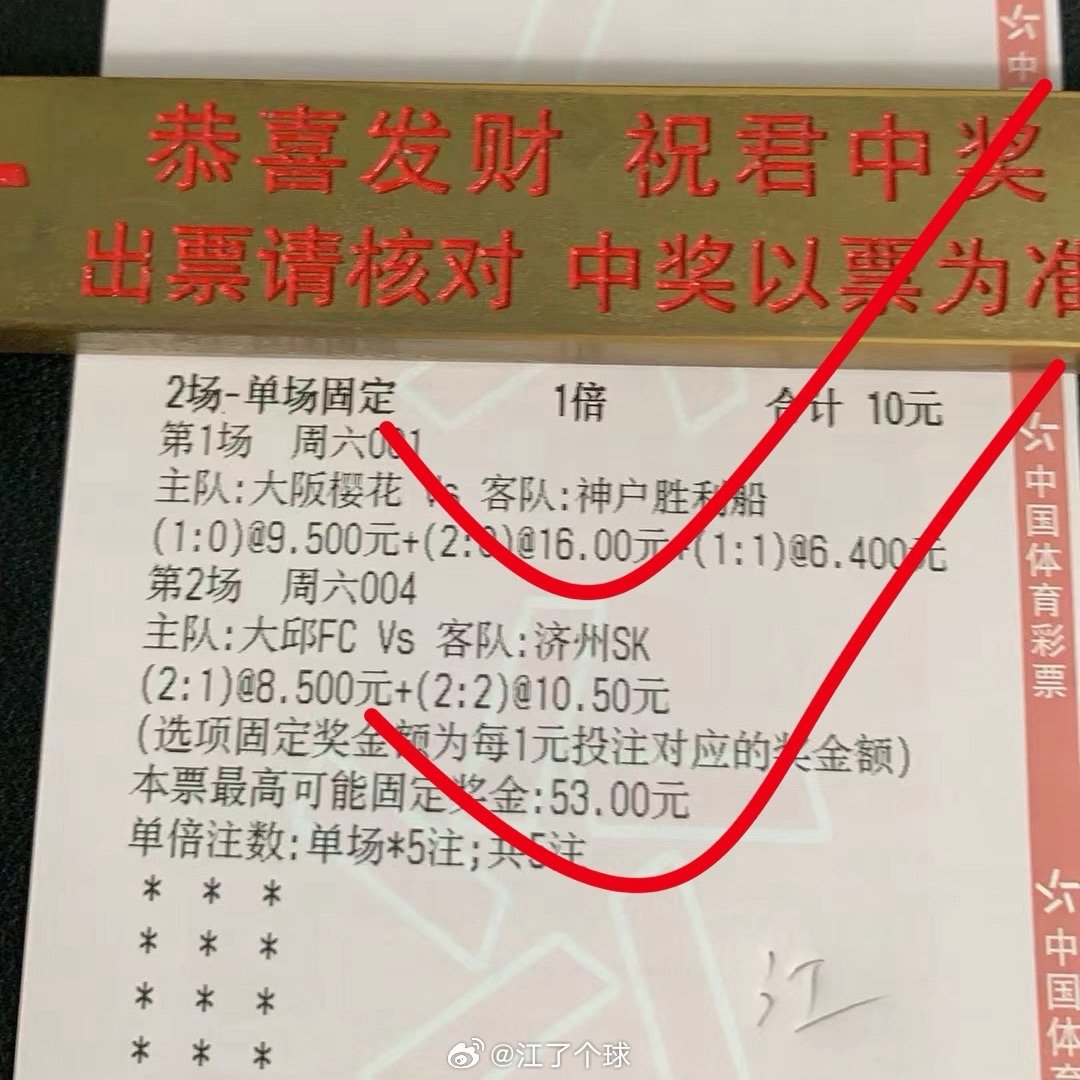 恭喜发财 祝君中奖
出票请核对 中奖以票为准
2场-单场固定 1倍 合计 10元
第1场 周六001
主队:大阪樱花 Vs 客队:神户胜利船
(1:0)@9.500元+(2:0)@16.00元+(1:1)@6.400元
第2场 周六004
主队:大邱FC Vs 客队:济州SK
(2:1)@8.500元+(2:2)@10.50元
(选项固定奖金额为每1元投注对应的奖金额)
本票最高可能固定奖金:53.00元
单倍注数:单场*5注;共5注
* * *
* * *
* * *
* * *
江
@江了个球
中
中国体育彩票
中国体育